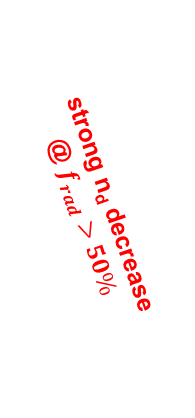 strong n_d decrease
@ f_rad > 50%